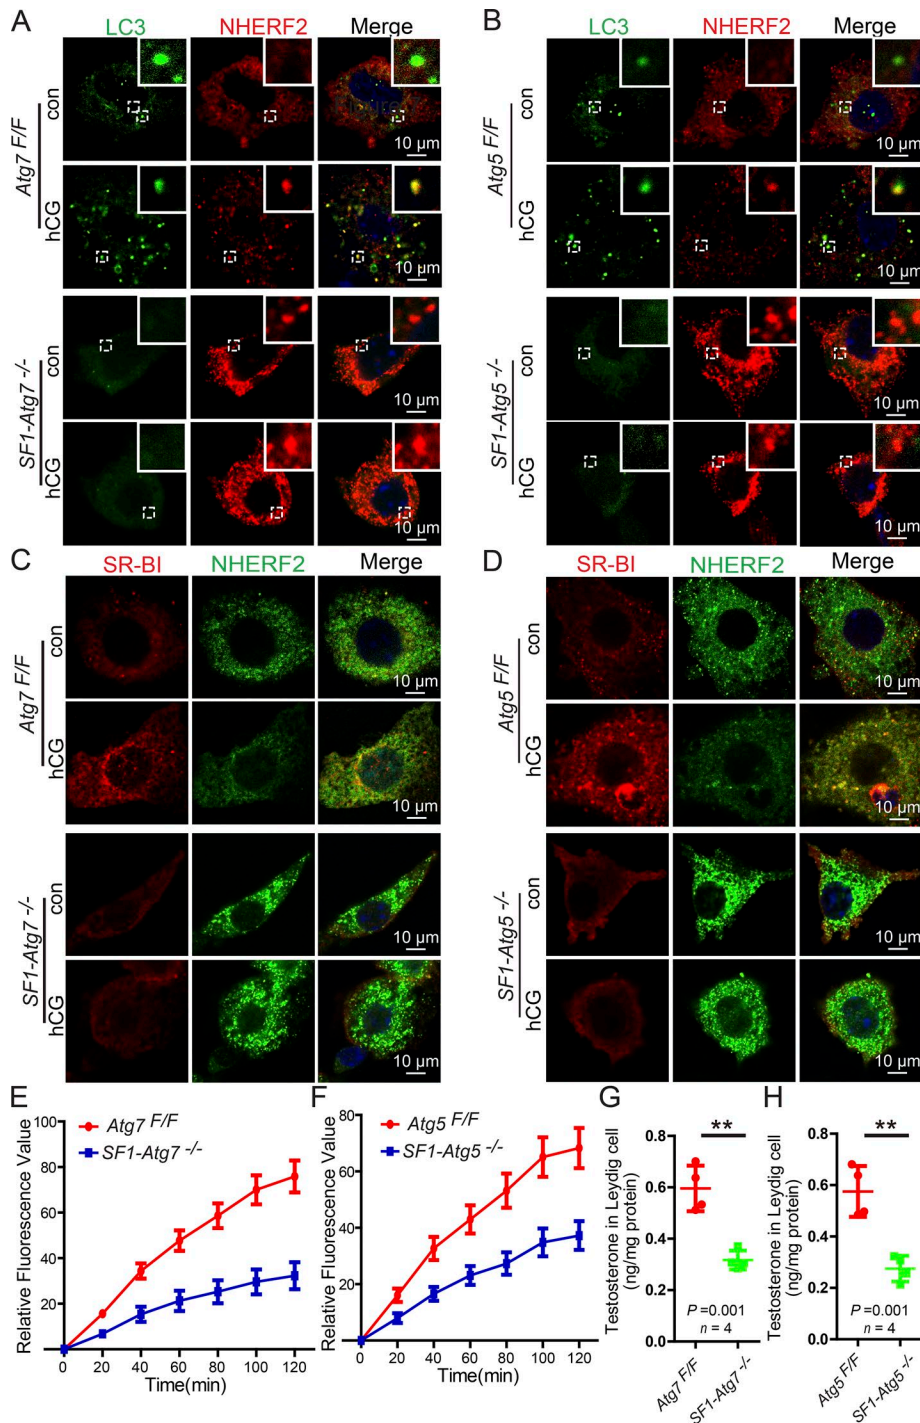 A
LC3 NHERF2 Merge
Atg7 F/F
con
10 μm
hCG
10 μm
SF1-Atg7 -/-
con
10 μm
hCG
10 μm
B
LC3 NHERF2 Merge
Atg5 F/F
con
10 μm
hCG
10 μm
SF1-Atg5 -/-
con
10 μm
hCG
10 μm
C
SR-BI NHERF2 Merge
Atg7 F/F
con
10 μm
hCG
10 μm
SF1-Atg7 -/-
con
10 μm
hCG
10 μm
D
SR-BI NHERF2 Merge
Atg5 F/F
con
10 μm
hCG
10 μm
SF1-Atg5 -/-
con
10 μm
hCG
10 μm
E
Relative Fluorescence Value
100
80
60
40
20
Atg7 F/F
SF1-Atg7 -/-
0 20 40 60 80 100 120
Time(min)
F
Relative Fluorescence Value
80
60
40
20
Atg5 F/F
SF1-Atg5 -/-
0 20 40 60 80 100 120
Time(min)
G
Testosterone in Leydig cell
(ng/mg protein)
0.8
0.6
0.4
0.2
0.0
**
P=0.001
n = 4
Atg7 F/F
SF1-Atg7 -/-
H
Testosterone in Leydig cell
(ng/mg protein)
0.8
0.6
0.4
0.2
0.0
**
P=0.001
n = 4
Atg5 F/F
SF1-Atg5 -/-